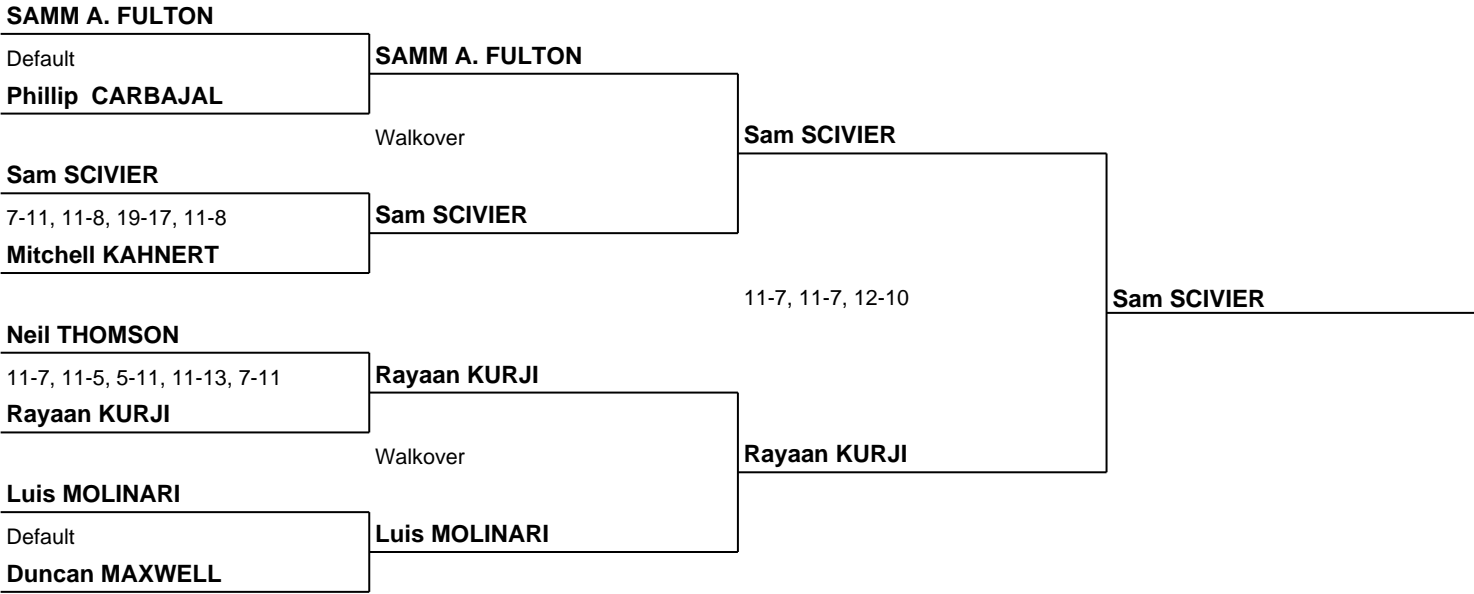 SAMM A. FULTON
Default
SAMM A. FULTON
Phillip CARBAJAL
Walkover
Sam SCIVIER
Sam SCIVIER
7-11, 11-8, 19-17, 11-8
Sam SCIVIER
Mitchell KAHNERT
11-7, 11-7, 12-10
Sam SCIVIER
Neil THOMSON
11-7, 11-5, 5-11, 11-13, 7-11
Rayaan KURJI
Rayaan KURJI
Walkover
Rayaan KURJI
Luis MOLINARI
Default
Luis MOLINARI
Duncan MAXWELL